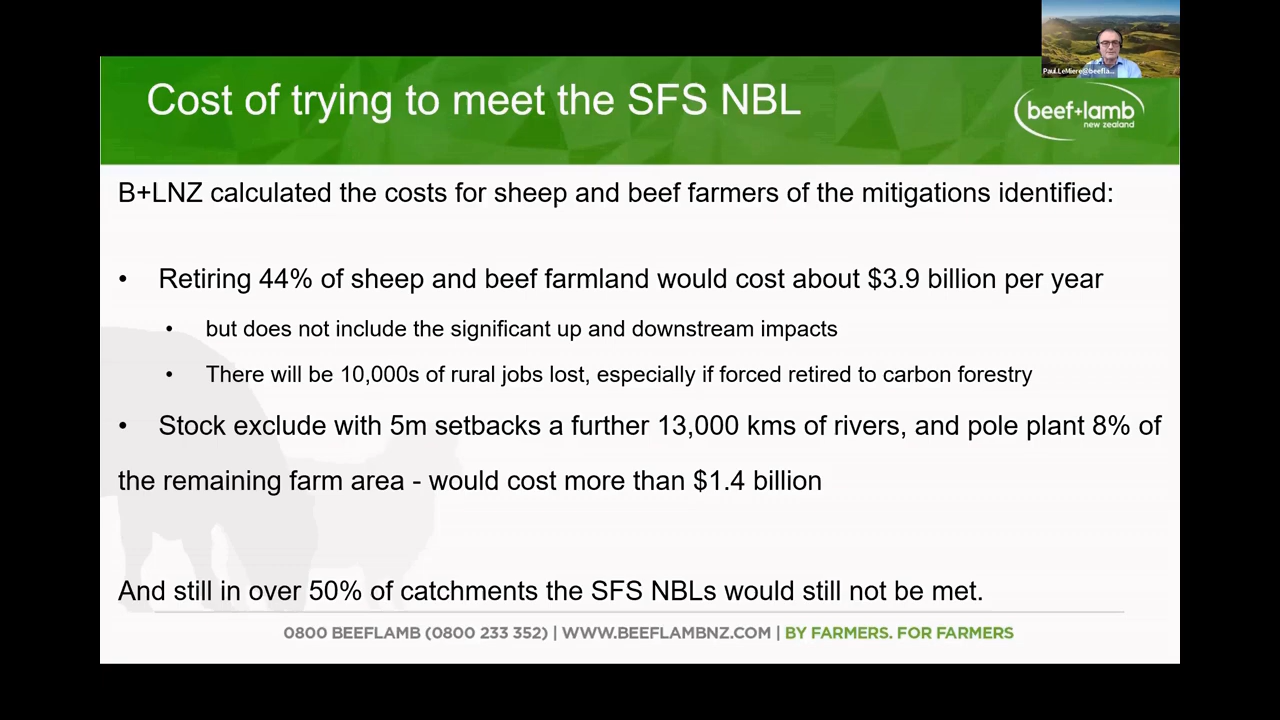 Paul LeMiere@beefla...
Cost of trying to meet the SFS NBL
beef+lamb
new zealand
B+LNZ calculated the costs for sheep and beef farmers of the mitigations identified:
• Retiring 44% of sheep and beef farmland would cost about $3.9 billion per year
• but does not include the significant up and downstream impacts
• There will be 10,000s of rural jobs lost, especially if forced retired to carbon forestry
• Stock exclude with 5m setbacks a further 13,000 kms of rivers, and pole plant 8% of
the remaining farm area - would cost more than $1.4 billion
And still in over 50% of catchments the SFS NBLs would still not be met.
0800 BEEFLAMB (0800 233 352) | WWW.BEEFLAMBNZ.COM | BY FARMERS. FOR FARMERS